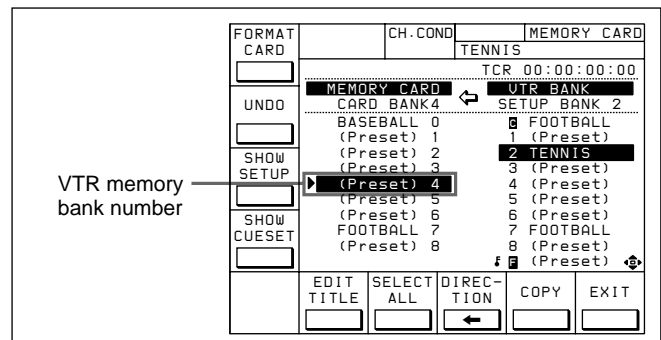 FORMAT CARD
CH.COND
MEMORY CARD
TENNIS
TCR 00:00:00:00
MEMORY CARD
CARD BANK4
VTR BANK
SETUP BANK 2
UNDO
BASEBALL 0
(Preset) 1
(Preset) 2
(Preset) 3
(Preset) 4
(Preset) 5
(Preset) 6
FOOTBALL 7
(Preset) 8
C FOOTBALL
1 (Preset)
2 TENNIS
3 (Preset)
4 (Preset)
5 (Preset)
6 (Preset)
7 FOOTBALL
8 (Preset)
F (Preset)
SHOW SETUP
SHOW CUESET
VTR memory
bank number
EDIT TITLE
SELECT ALL
DIREC-
TION
COPY
EXIT